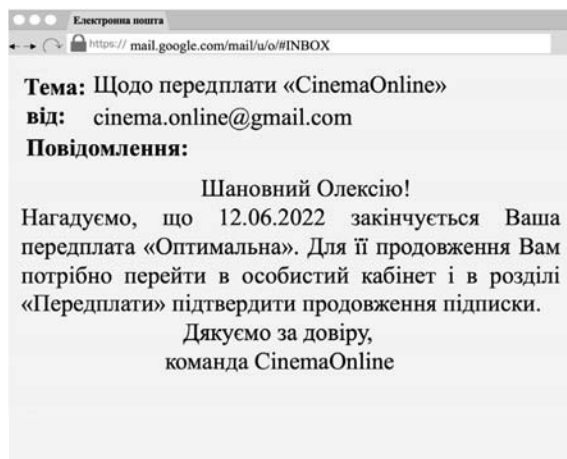 Електронна пошта
https:// mail.google.com/mail/u/o/#INBOX
Тема: Щодо передплати «CinemaOnline»
від: cinema.online@gmail.com
Повідомлення:
Шановний Олексію!
Нагадуємо, що 12.06.2022 закінчується Ваша
передплата «Оптимальна». Для її продовження Вам
потрібно перейти в особистий кабінет і в розділі
«Передплати» підтвердити продовження підписки.
Дякуємо за довіру,
команда CinemaOnline